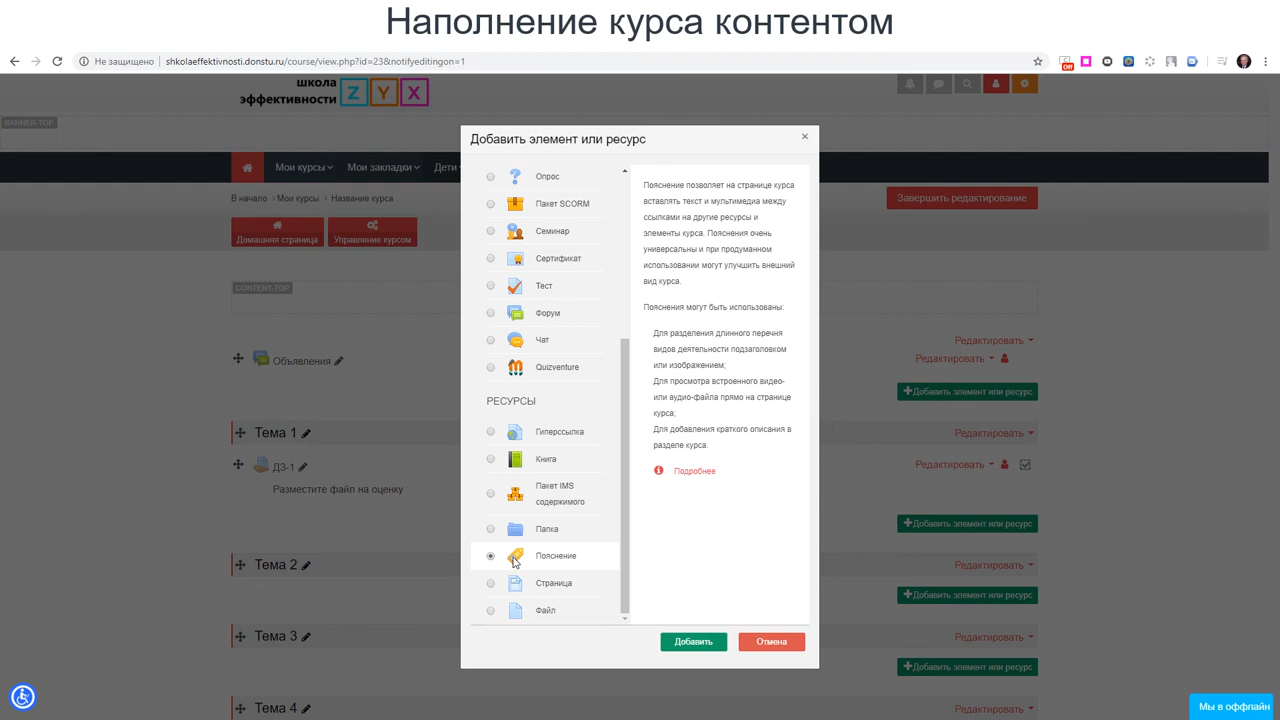 Наполнение курса контентом
Не защищено | shkolaeffektivnosti.donstu.ru/course/view.php?id=23&notifyeditingon=1
Off
школа
эффективности Z Y X
BANNER-TOP
Мои курсы Мои закладки Дети
В начало › Мои курсы › Название курса
Завершить редактирование
Домашняя страница
Управление курсом
CONTENT-TOP
Редактировать
Объявления
Редактировать
Добавить элемент или ресурс
Тема 1
Редактировать
ДЗ-1
Редактировать
Разместите файл на оценку
Добавить элемент или ресурс
Тема 2
Редактировать
Добавить элемент или ресурс
Тема 3
Редактировать
Добавить элемент или ресурс
Тема 4
Редактировать
Добавить элемент или ресурс
×
Опрос
Пакет SCORM
Семинар
Сертификат
Тест
Форум
Чат
Quizventure
РЕСУРСЫ
Гиперссылка
Книга
Пакет IMS
содержимого
Папка
Пояснение
Страница
Файл
Пояснение позволяет на странице курса
вставлять текст и мультимедиа между
ссылками на другие ресурсы и
элементы курса. Пояснения очень
универсальны и при продуманном
использовании могут улучшить внешний
вид курса.
Пояснения могут быть использованы:
Для разделения длинного перечня
видов деятельности подзаголовком
или изображением;
Для просмотра встроенного видео-
или аудио-файла прямо на странице
курса;
Для добавления краткого описания в
разделе курса.
Подробнее
Добавить
Отмена
Мы в оффлайн